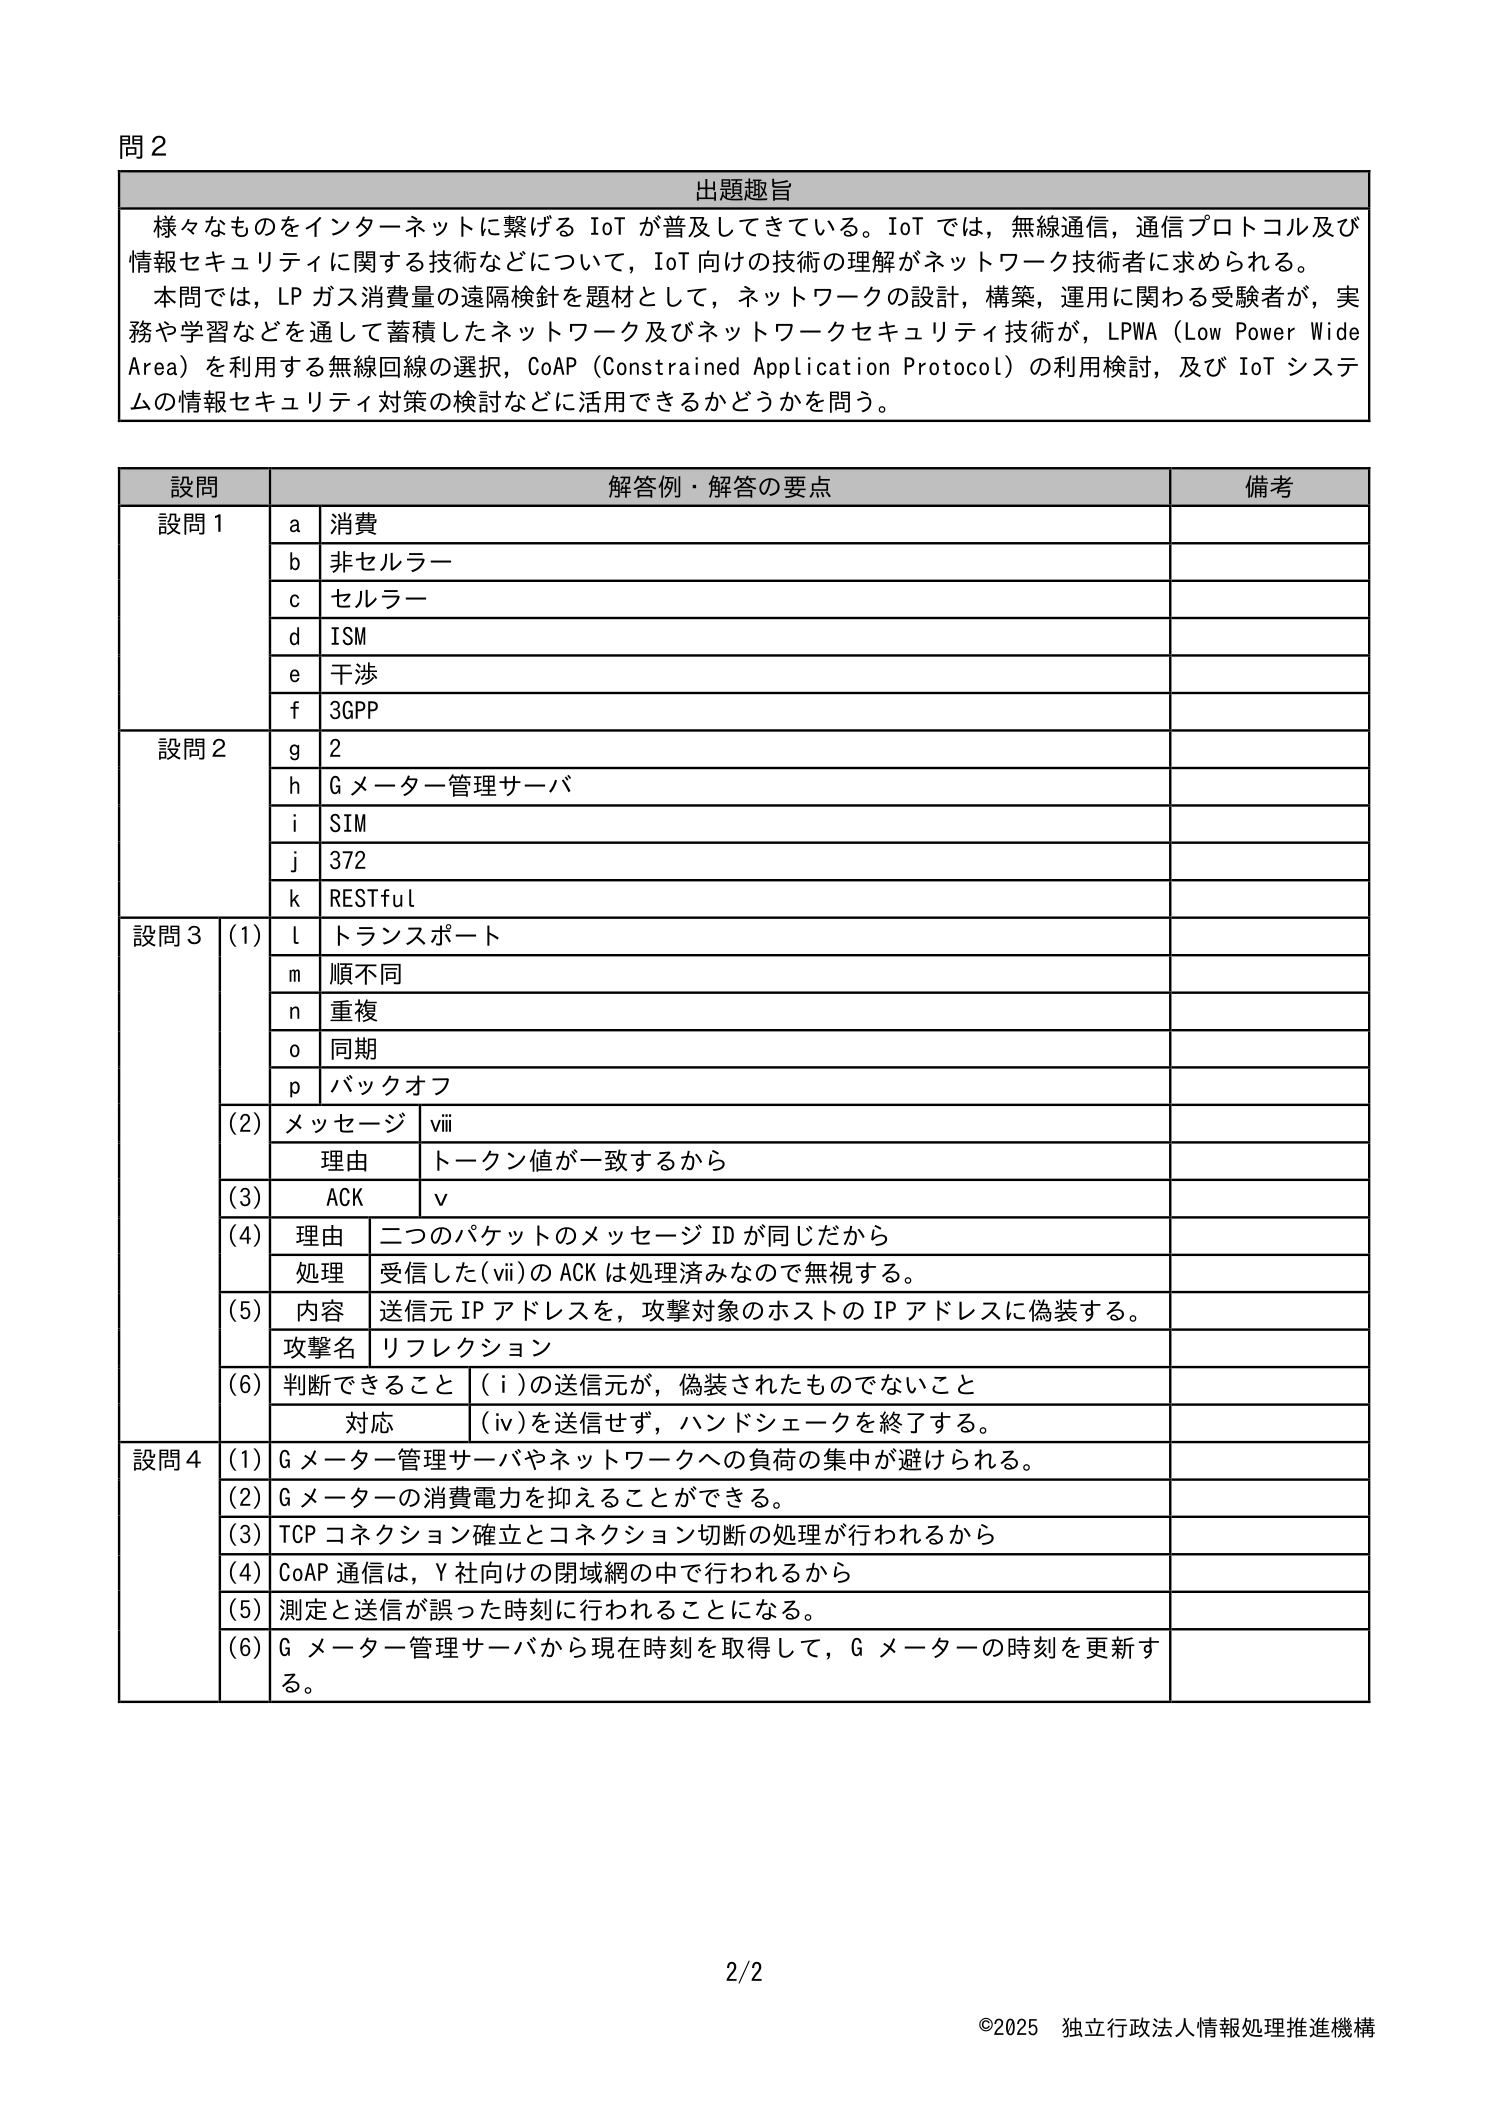 問２
出題趣旨
様々なものをインターネットに繋げる IoT が普及してきている。IoT では，無線通信，通信プロトコル及び
情報セキュリティに関する技術などについて，IoT 向けの技術の理解がネットワーク技術者に求められる。
本問では，LP ガス消費量の遠隔検針を題材として，ネットワークの設計，構築，運用に関わる受験者が，実
務や学習などを通して蓄積したネットワーク及びネットワークセキュリティ技術が，LPWA（Low Power Wide
Area）を利用する無線回線の選択，CoAP（Constrained Application Protocol）の利用検討，及び IoT システ
ムの情報セキュリティ対策の検討などに活用できるかどうかを問う。
設問 解答例・解答の要点 備考
設問１ a 消費
b 非セルラー
c セルラー
d ISM
e 干渉
f 3GPP
設問２ g 2
h G メーター管理サーバ
i SIM
j 372
k RESTful
設問３ (1) l トランスポート
m 順不同
n 重複
o 同期
p バックオフ
(2) メッセージ ⅷ
理由 トークン値が一致するから
(3) ACK ⅴ
(4) 理由 二つのパケットのメッセージ ID が同じだから
処理 受信した(ⅶ)の ACK は処理済みなので無視する。
(5) 内容 送信元 IP アドレスを，攻撃対象のホストの IP アドレスに偽装する。
攻撃名 リフレクション
(6) 判断できること (ⅰ)の送信元が，偽装されたものでないこと
対応 (ⅳ)を送信せず，ハンドシェークを終了する。
設問４ (1) G メーター管理サーバやネットワークへの負荷の集中が避けられる。
(2) G メーターの消費電力を抑えることができる。
(3) TCP コネクション確立とコネクション切断の処理が行われるから
(4) CoAP 通信は，Y 社向けの閉域網の中で行われるから
(5) 測定と送信が誤った時刻に行われることになる。
(6) G メーター管理サーバから現在時刻を取得して，G メーターの時刻を更新す
る。
2/2
©2025　独立行政法人情報処理推進機構